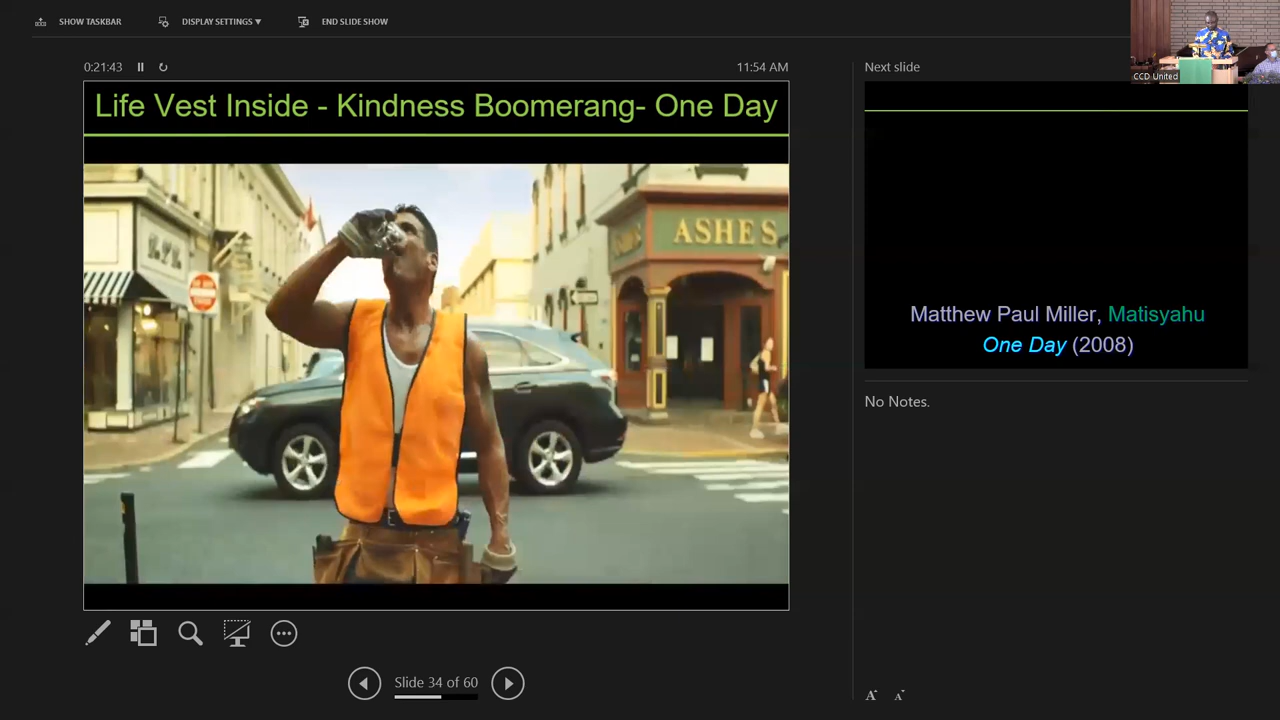 SHOW TASKBAR
DISPLAY SETTINGS ▾
END SLIDE SHOW
0:21:43
11:54 AM
Next slide
CCD United
Life Vest Inside - Kindness Boomerang- One Day
ASHES
Matthew Paul Miller, Matisyahu
One Day (2008)
No Notes.
Slide 34 of 60
A
A